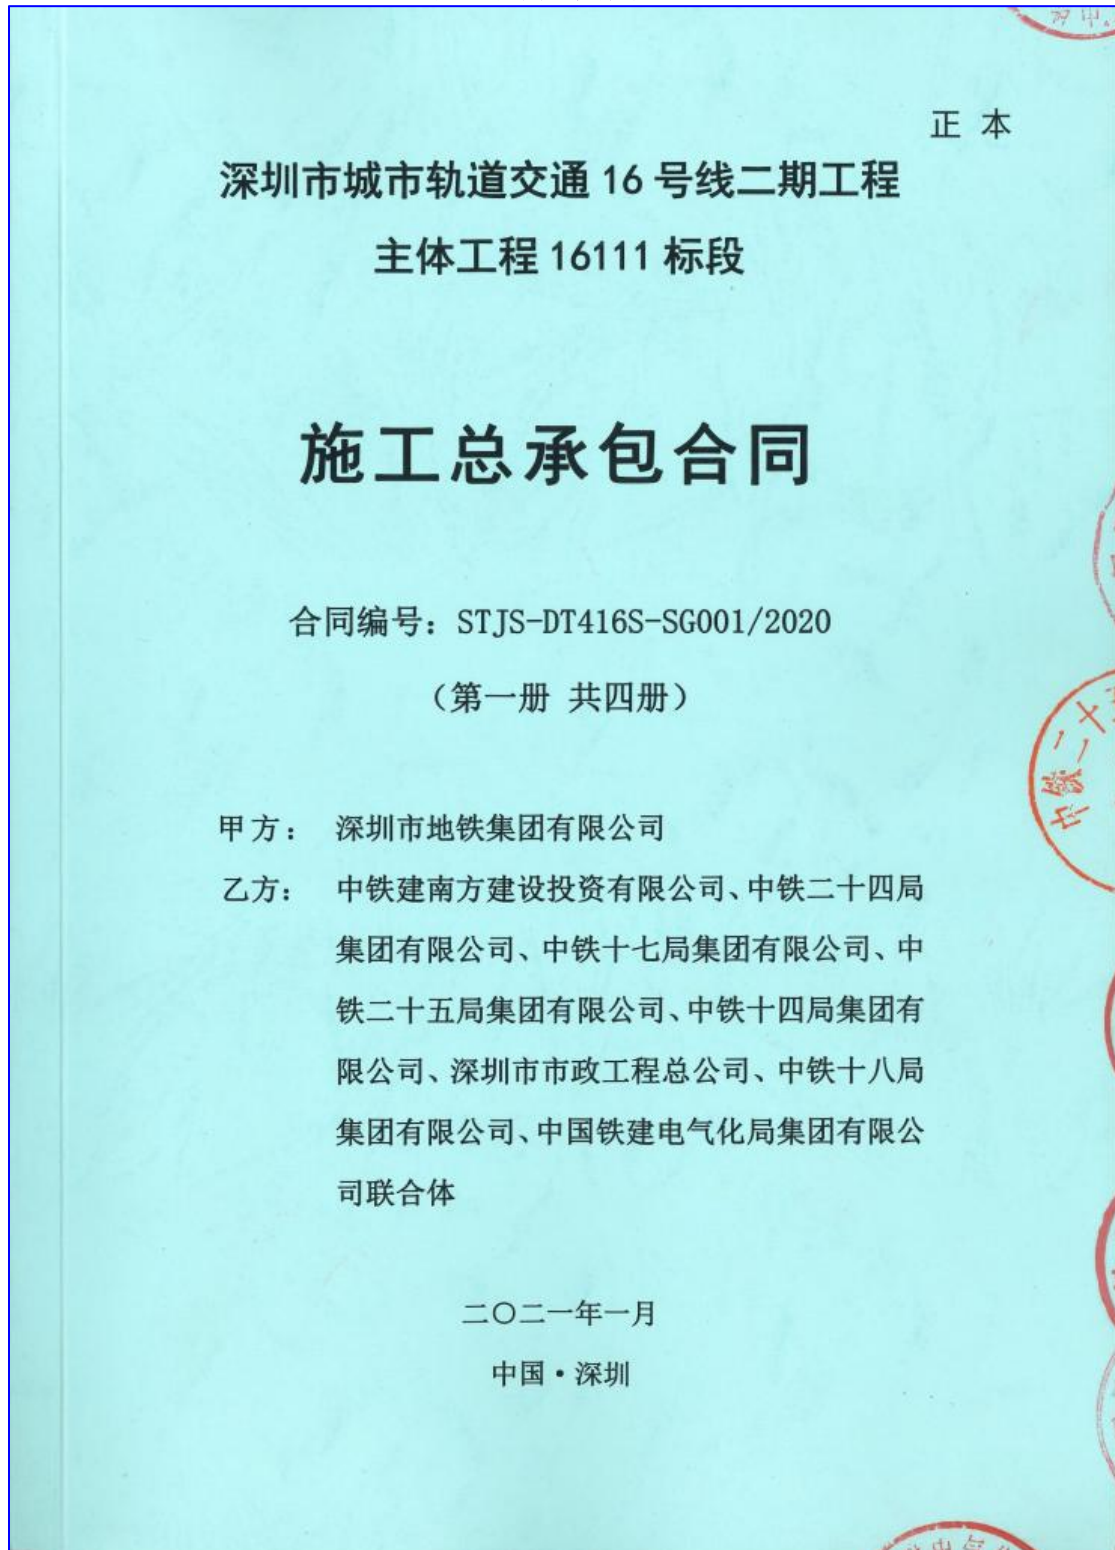 正 本
深圳市城市轨道交通 16 号线二期工程
主体工程 16111 标段
施工总承包合同
合同编号：STJS-DT416S-SG001/2020
（第一册 共四册）
甲方： 深圳市地铁集团有限公司
乙方： 中铁建南方建设投资有限公司、中铁二十四局
集团有限公司、中铁十七局集团有限公司、中
铁二十五局集团有限公司、中铁十四局集团有
限公司、深圳市市政工程总公司、中铁十八局
集团有限公司、中国铁建电气化局集团有限公
司联合体
二〇二一年一月
中国·深圳
中铁二十五